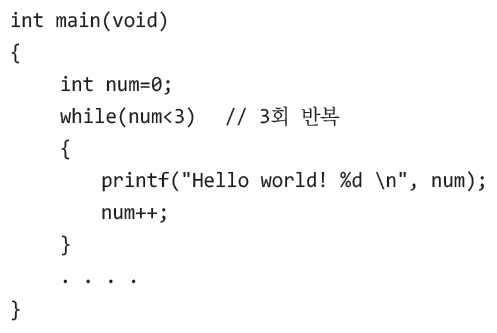 int main(void)
{
int num=0;
while(num<3) // 3회 반복
{
printf("Hello world! %d \n", num);
num++;
}
. . . .
}